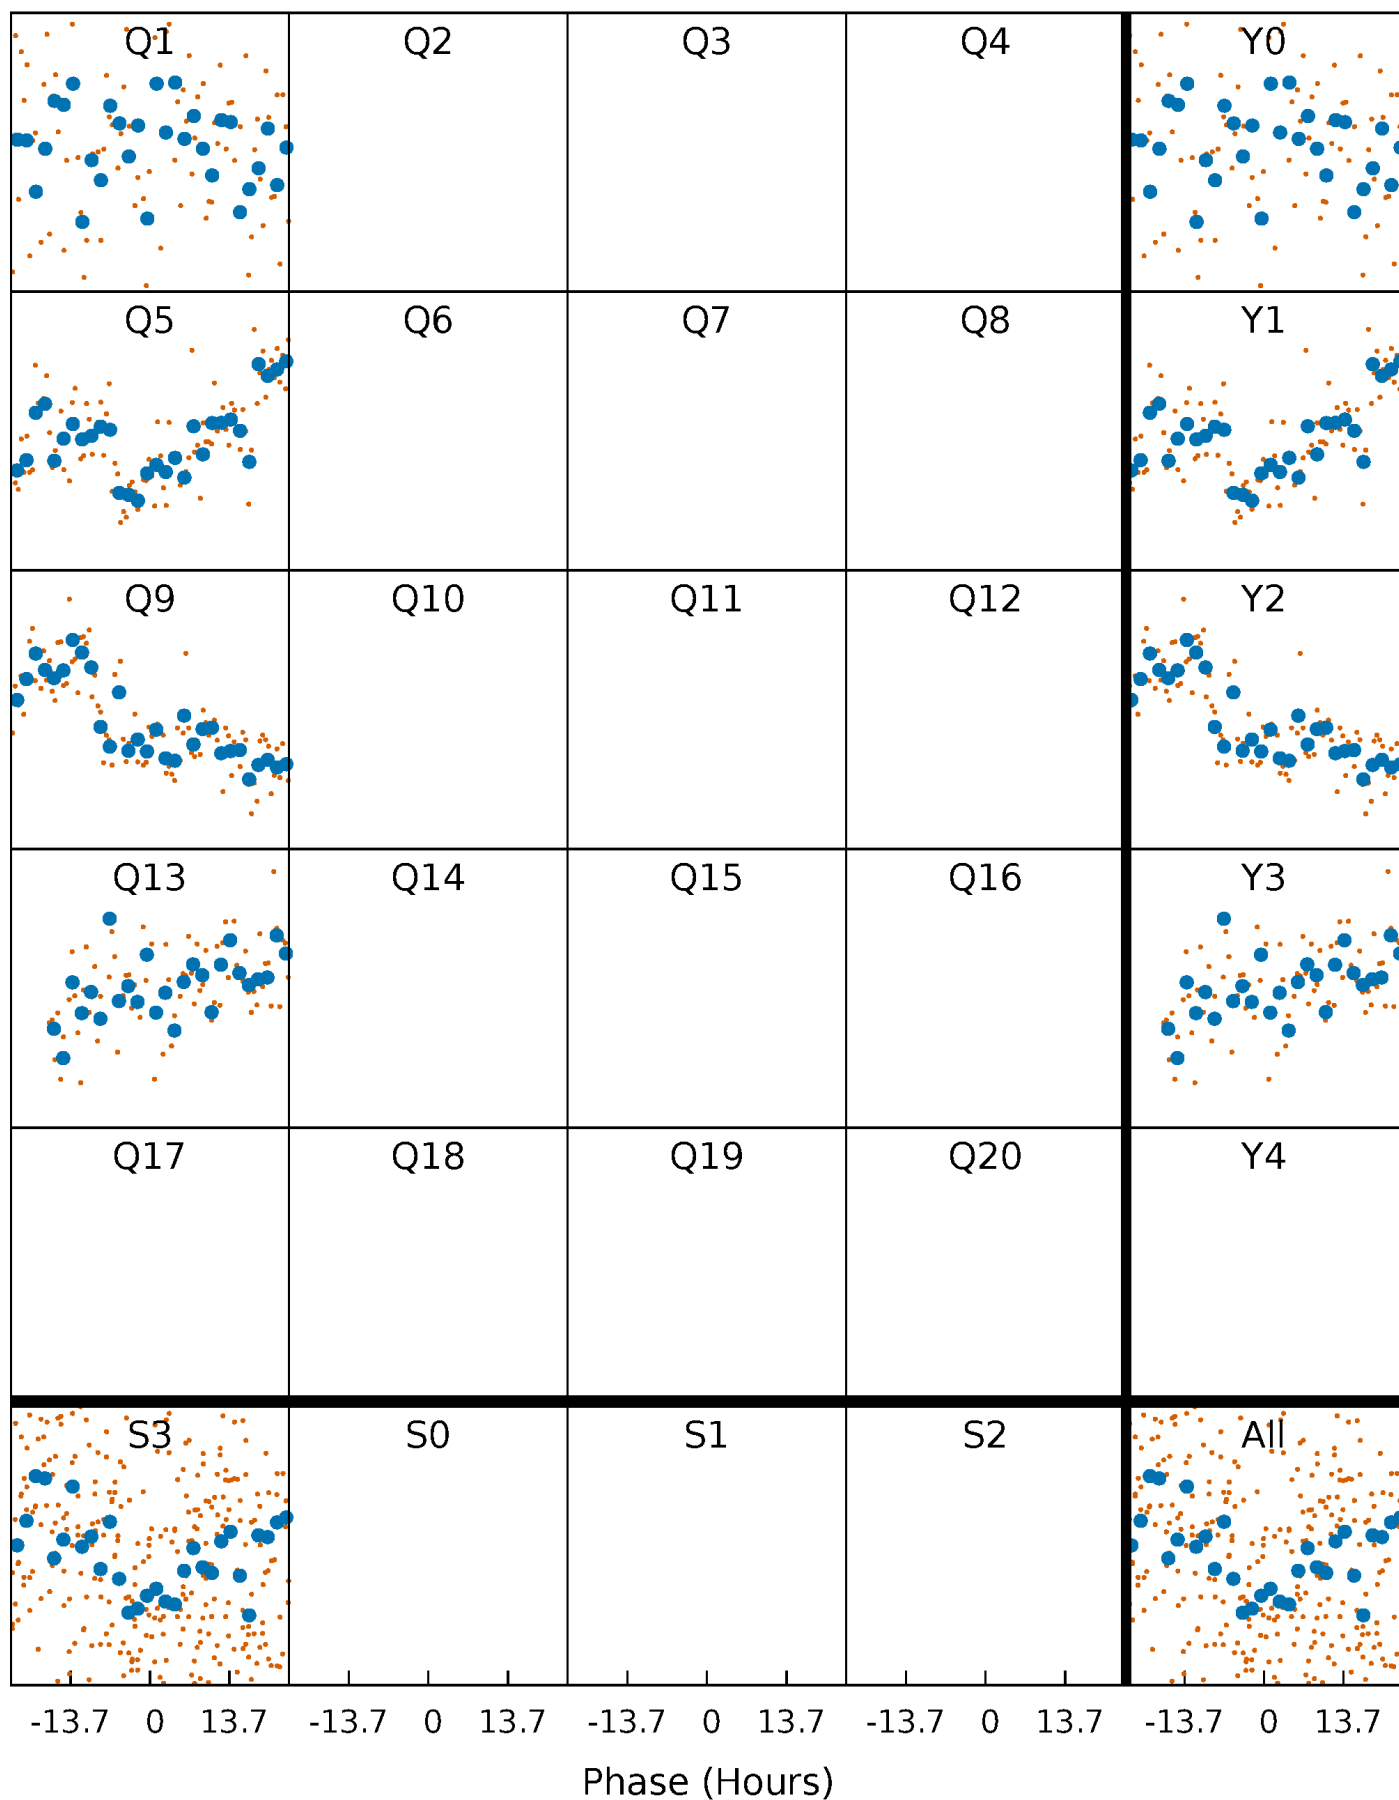 Q1 Q2 Q3 Q4 Y0
Q5 Q6 Q7 Q8 Y1
Q9 Q10 Q11 Q12 Y2
Q13 Q14 Q15 Q16 Y3
Q17 Q18 Q19 Q20 Y4
S3 S0 S1 S2 All
-13.7 0 13.7 -13.7 0 13.7 -13.7 0 13.7 -13.7 0 13.7 -13.7 0 13.7
Phase (Hours)